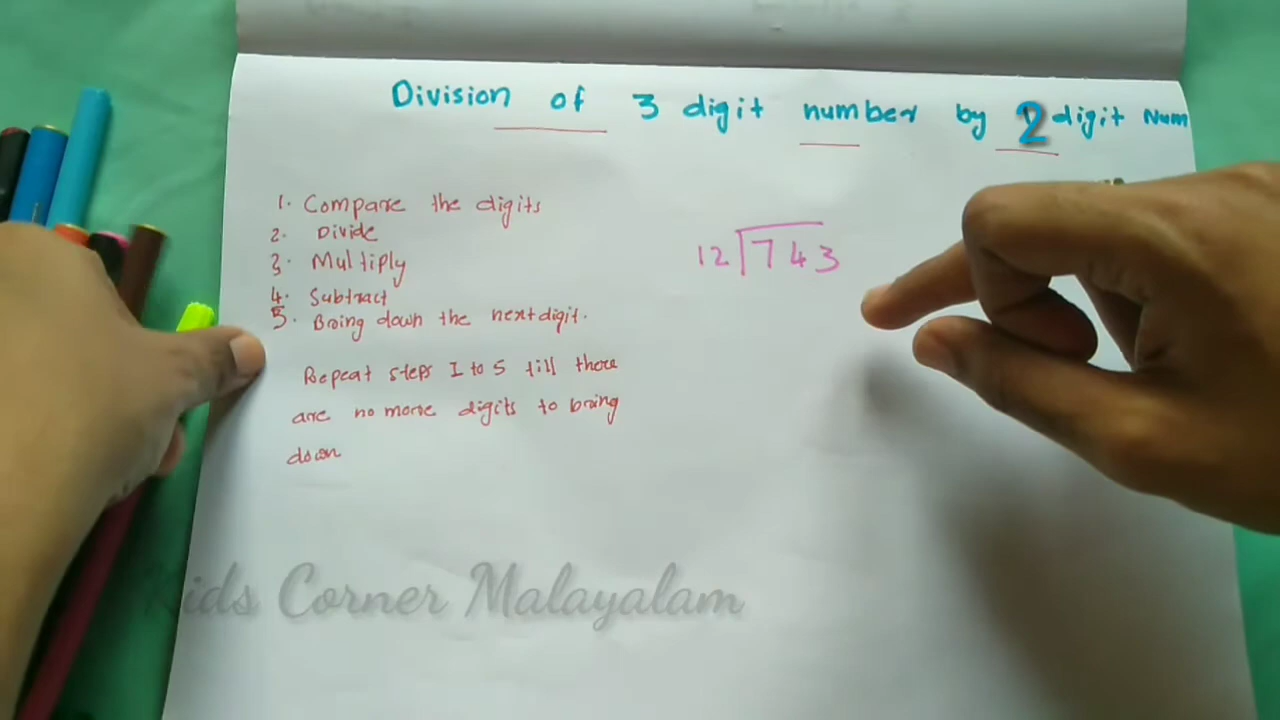 Division of 3 digit number by 2 digit Num
1. Compare the digits
2. Divide
3. Multiply
4. Subtract
5. Bring down the next digit.
Repeat steps 1 to 5 till there
are no more digits to bring
down
12)743
Kids Corner Malayalam